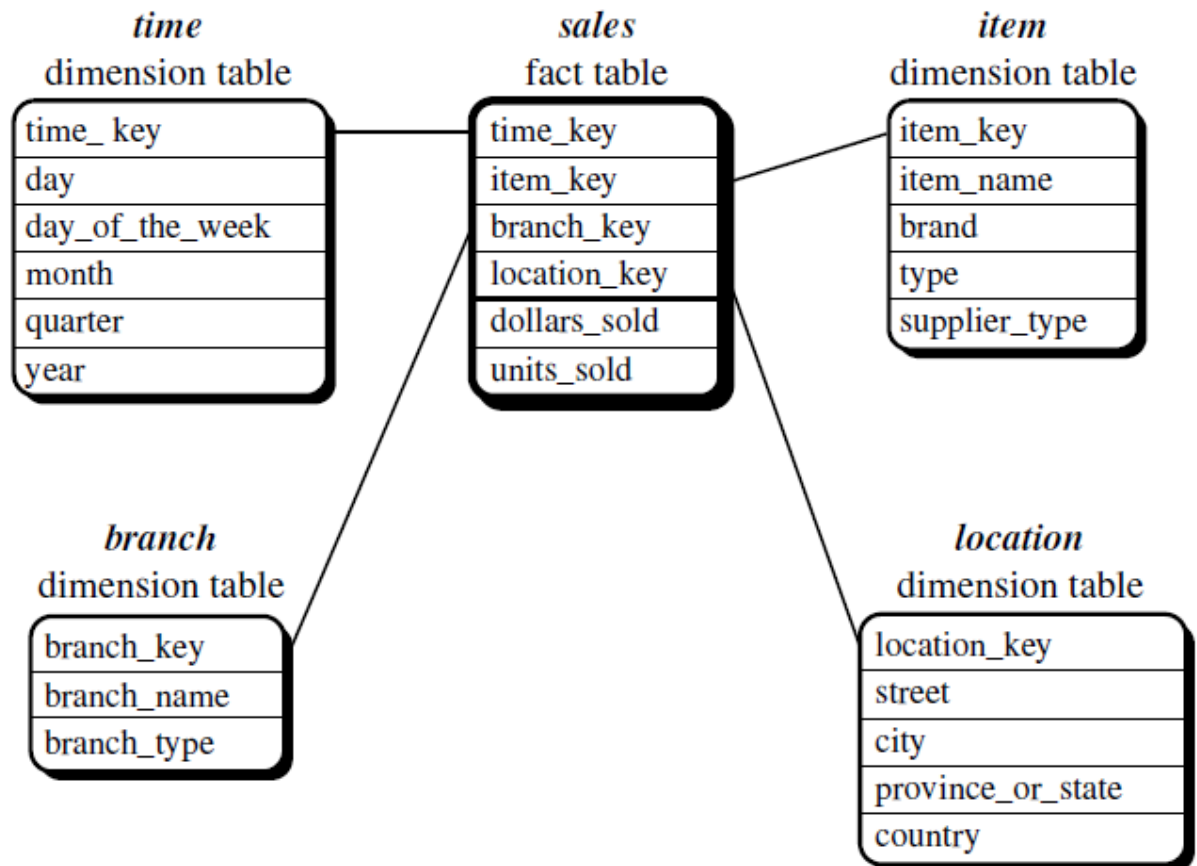 time
dimension table
time_ key
day
day_of_the_week
month
quarter
year
sales
fact table
time_key
item_key
branch_key
location_key
dollars_sold
units_sold
item
dimension table
item_key
item_name
brand
type
supplier_type
branch
dimension table
branch_key
branch_name
branch_type
location
dimension table
location_key
street
city
province_or_state
country